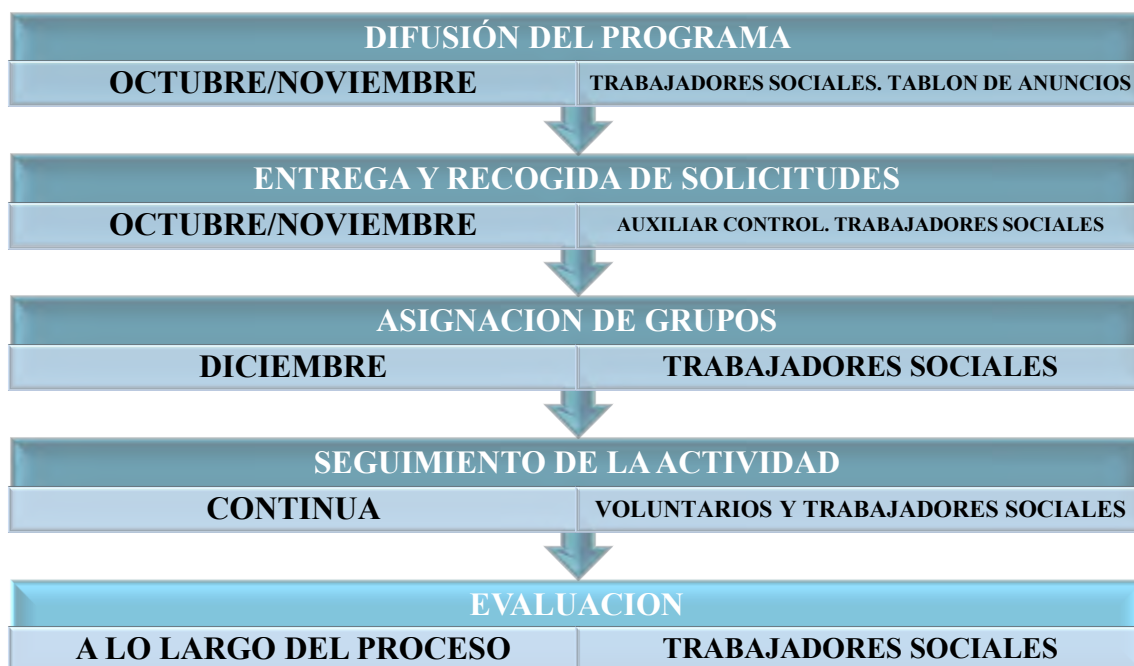 DIFUSIÓN DEL PROGRAMA
OCTUBRE/NOVIEMBRE
TRABAJADORES SOCIALES. TABLON DE ANUNCIOS
ENTREGA Y RECOGIDA DE SOLICITUDES
OCTUBRE/NOVIEMBRE
AUXILIAR CONTROL. TRABAJADORES SOCIALES
ASIGNACION DE GRUPOS
DICIEMBRE
TRABAJADORES SOCIALES
SEGUIMIENTO DE LA ACTIVIDAD
CONTINUA
VOLUNTARIOS Y TRABAJADORES SOCIALES
EVALUACION
A LO LARGO DEL PROCESO
TRABAJADORES SOCIALES